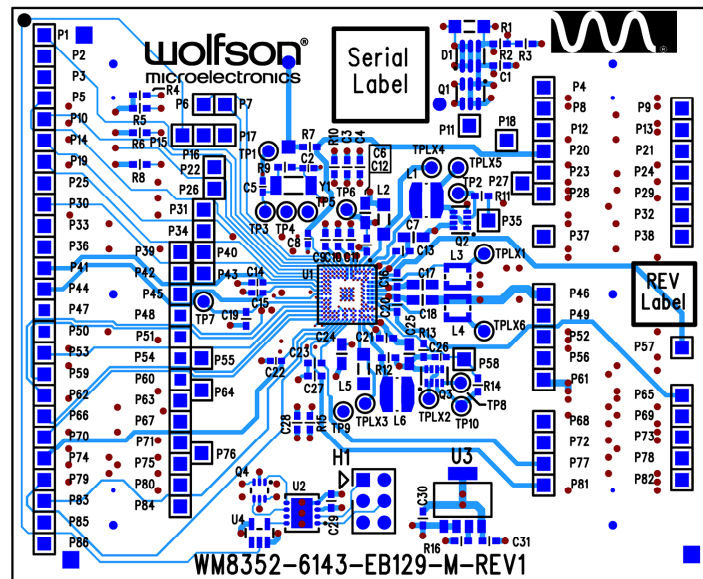 P1
P2
P3
P5
P10
P14
P19
P25
P30
P33
P36
P41
P44
P47
P50
P53
P59
P62
P66
P70
P74
P79
P83
P85
P86
wolfson®
microelectronics
Serial
Label
R1
D1
R2
R3
C1
Q1
P11
P18
R4
R5
R6
R8
P6
P7
P15
P16
P17
P22
P26
P31
P34
P39
P40
P42
P43
P45
P48
P51
P54
P55
P60
P63
P64
P67
P71
P75
P76
P80
P84
TP1
R7
R9
C2
C5
Y1
R10
C3
C4
C6
C12
TPLX4
TPLX5
TP3
TP4
TP5
TP6
L2
L1
TP2
P27
R11
P35
C7
Q2
C13
C8
C9
C10
C11
U1
L3
TPLX1
C14
C15
C16
C17
C18
C19
TP7
C20
L4
TPLX6
C21
C22
C23
C24
C25
R13
C26
P58
C27
L5
R12
Q3
R14
TP8
TP9
TPLX3
L6
TPLX2
TP10
C28
R15
P4
P8
P12
P20
P23
P28
P37
P46
P49
P52
P56
P61
P68
P72
P77
P81
P9
P13
P21
P24
P29
P32
P38
REV
Label
P57
P65
P69
P73
P78
P82
Q4
U2
U4
C29
H1
U3
C30
R16
C31
WM8352-6143-EB129-M-REV1